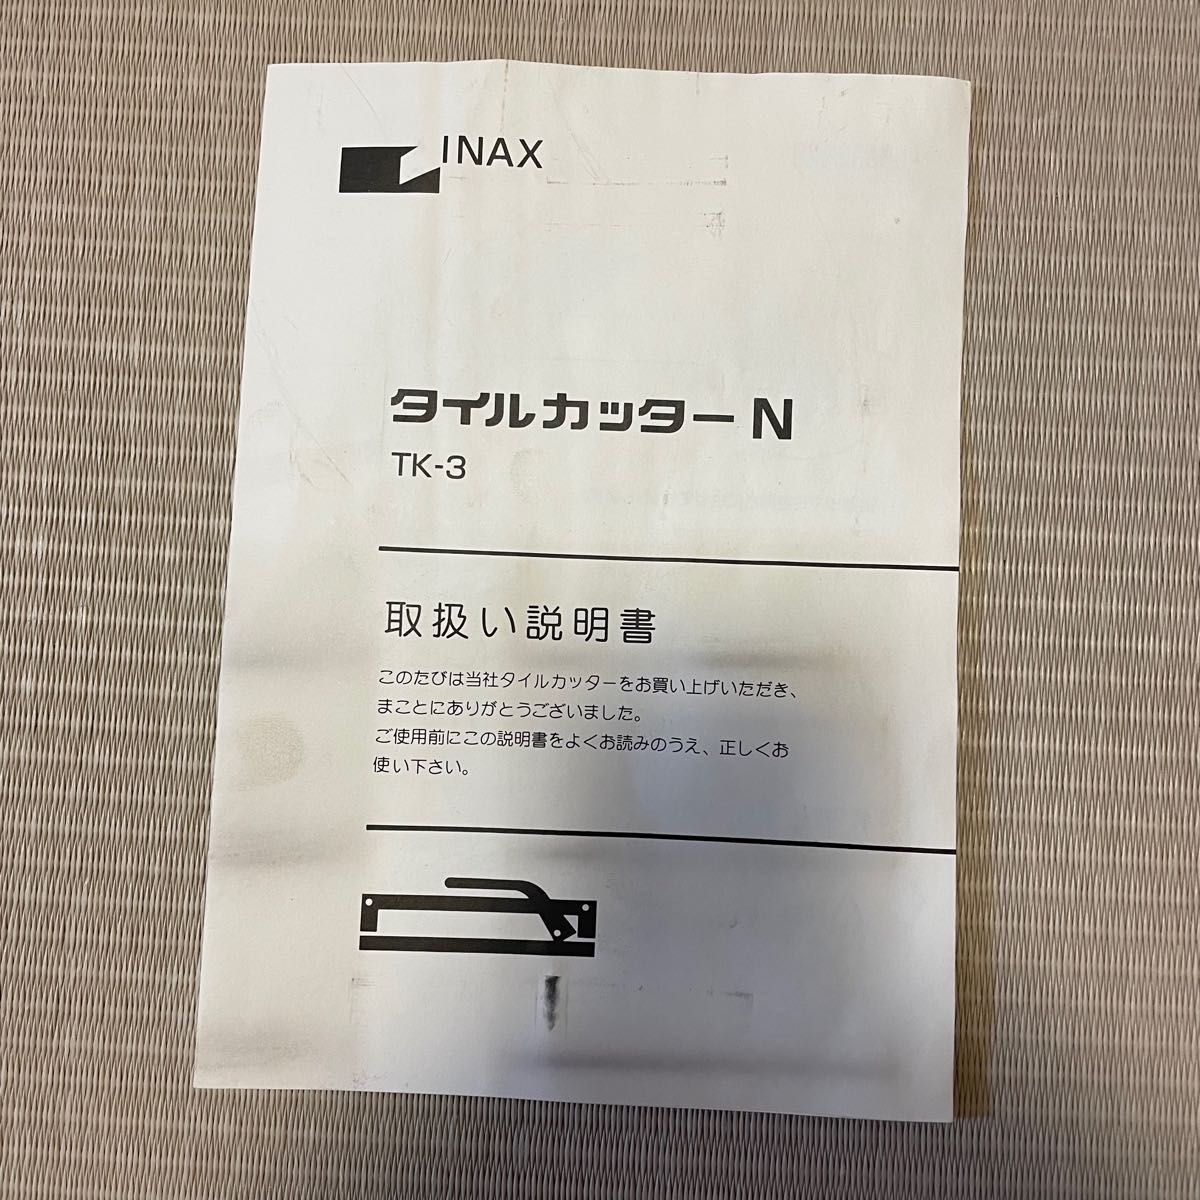 INAX
タイルカッターN
TK-3
取扱い説明書
このたびは当社タイルカッターをお買い上げいただき、
まことにありがとうございました。
ご使用前にこの説明書をよくお読みのうえ、正しくお
使い下さい。